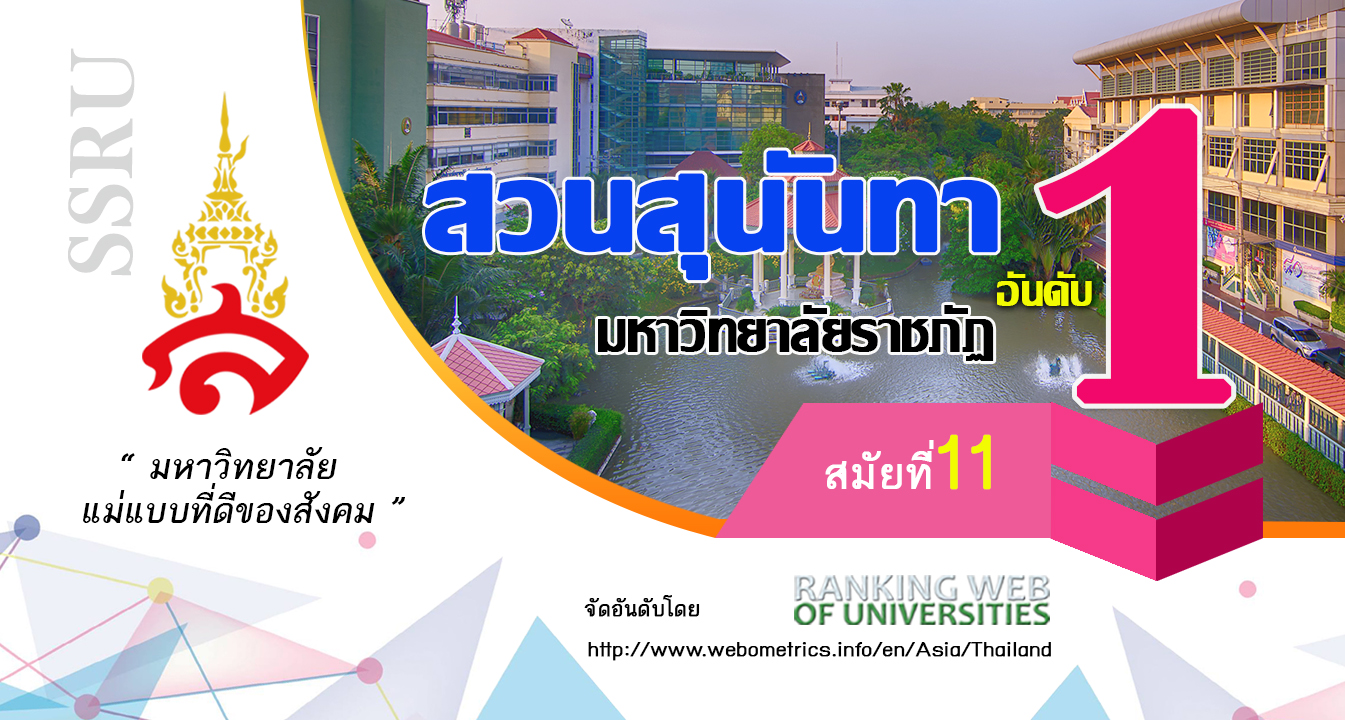 SSRU
“ มหาวิทยาลัย
แม่แบบที่ดีของสังคม ”
สวนสุนันทา
อันดับ 1
มหาวิทยาลัยราชภัฏ
สมัยที่ 11
จัดอันดับโดย
RANKING WEB
OF UNIVERSITIES
http://www.webometrics.info/en/Asia/Thailand